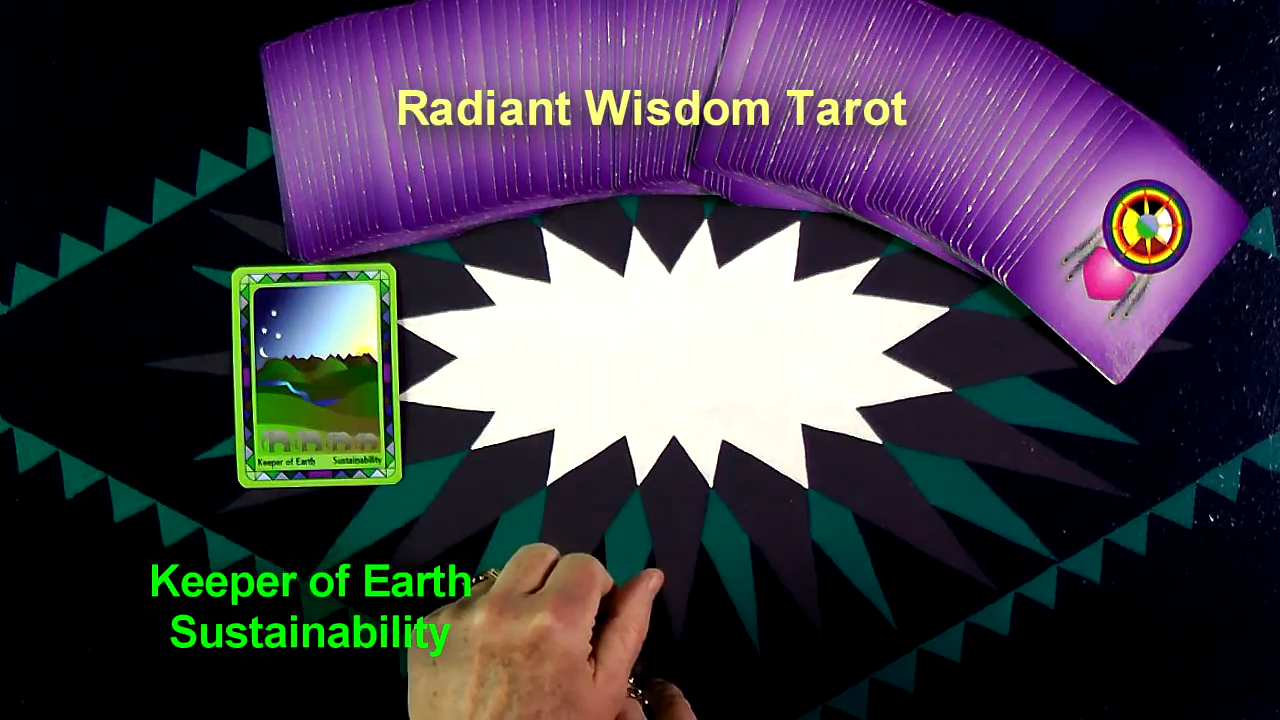 Radiant Wisdom Tarot
Keeper of Earth Sustainability
Keeper of Earth
Sustainability